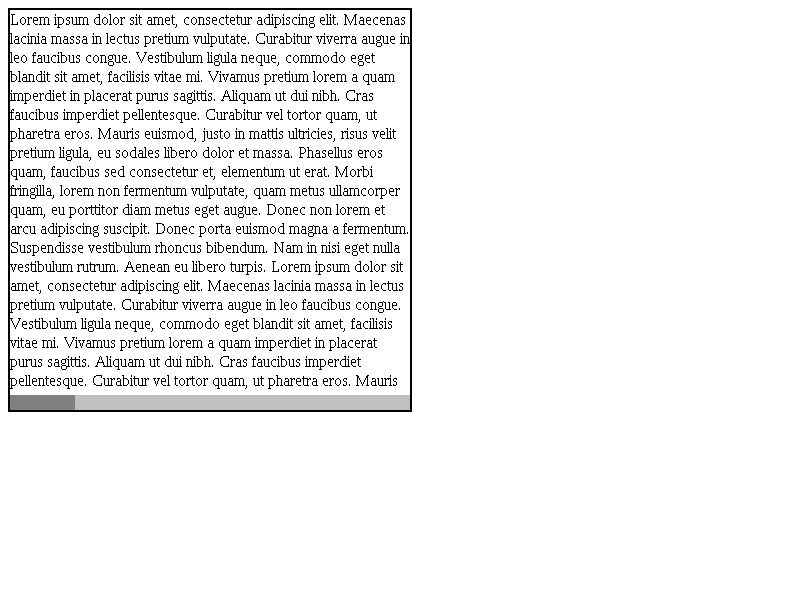 Lorem ipsum dolor sit amet, consectetur adipiscing elit. Maecenas
lacinia massa in lectus pretium vulputate. Curabitur viverra augue in
leo faucibus congue. Vestibulum ligula neque, commodo eget
blandit sit amet, facilisis vitae mi. Vivamus pretium lorem a quam
imperdiet in placerat purus sagittis. Aliquam ut dui nibh. Cras
faucibus imperdiet pellentesque. Curabitur vel tortor quam, ut
pharetra eros. Mauris euismod, justo in mattis ultricies, risus velit
pretium ligula, eu sodales libero dolor et massa. Phasellus eros
quam, faucibus sed consectetur et, elementum ut erat. Morbi
fringilla, lorem non fermentum vulputate, quam metus ullamcorper
quam, eu porttitor diam metus eget augue. Donec non lorem et
arcu adipiscing suscipit. Donec porta euismod magna a fermentum.
Suspendisse vestibulum rhoncus bibendum. Nam in nisi eget nulla
vestibulum rutrum. Aenean eu libero turpis. Lorem ipsum dolor sit
amet, consectetur adipiscing elit. Maecenas lacinia massa in lectus
pretium vulputate. Curabitur viverra augue in leo faucibus congue.
Vestibulum ligula neque, commodo eget blandit sit amet, facilisis
vitae mi. Vivamus pretium lorem a quam imperdiet in placerat
purus sagittis. Aliquam ut dui nibh. Cras faucibus imperdiet
pellentesque. Curabitur vel tortor quam, ut pharetra eros. Mauris